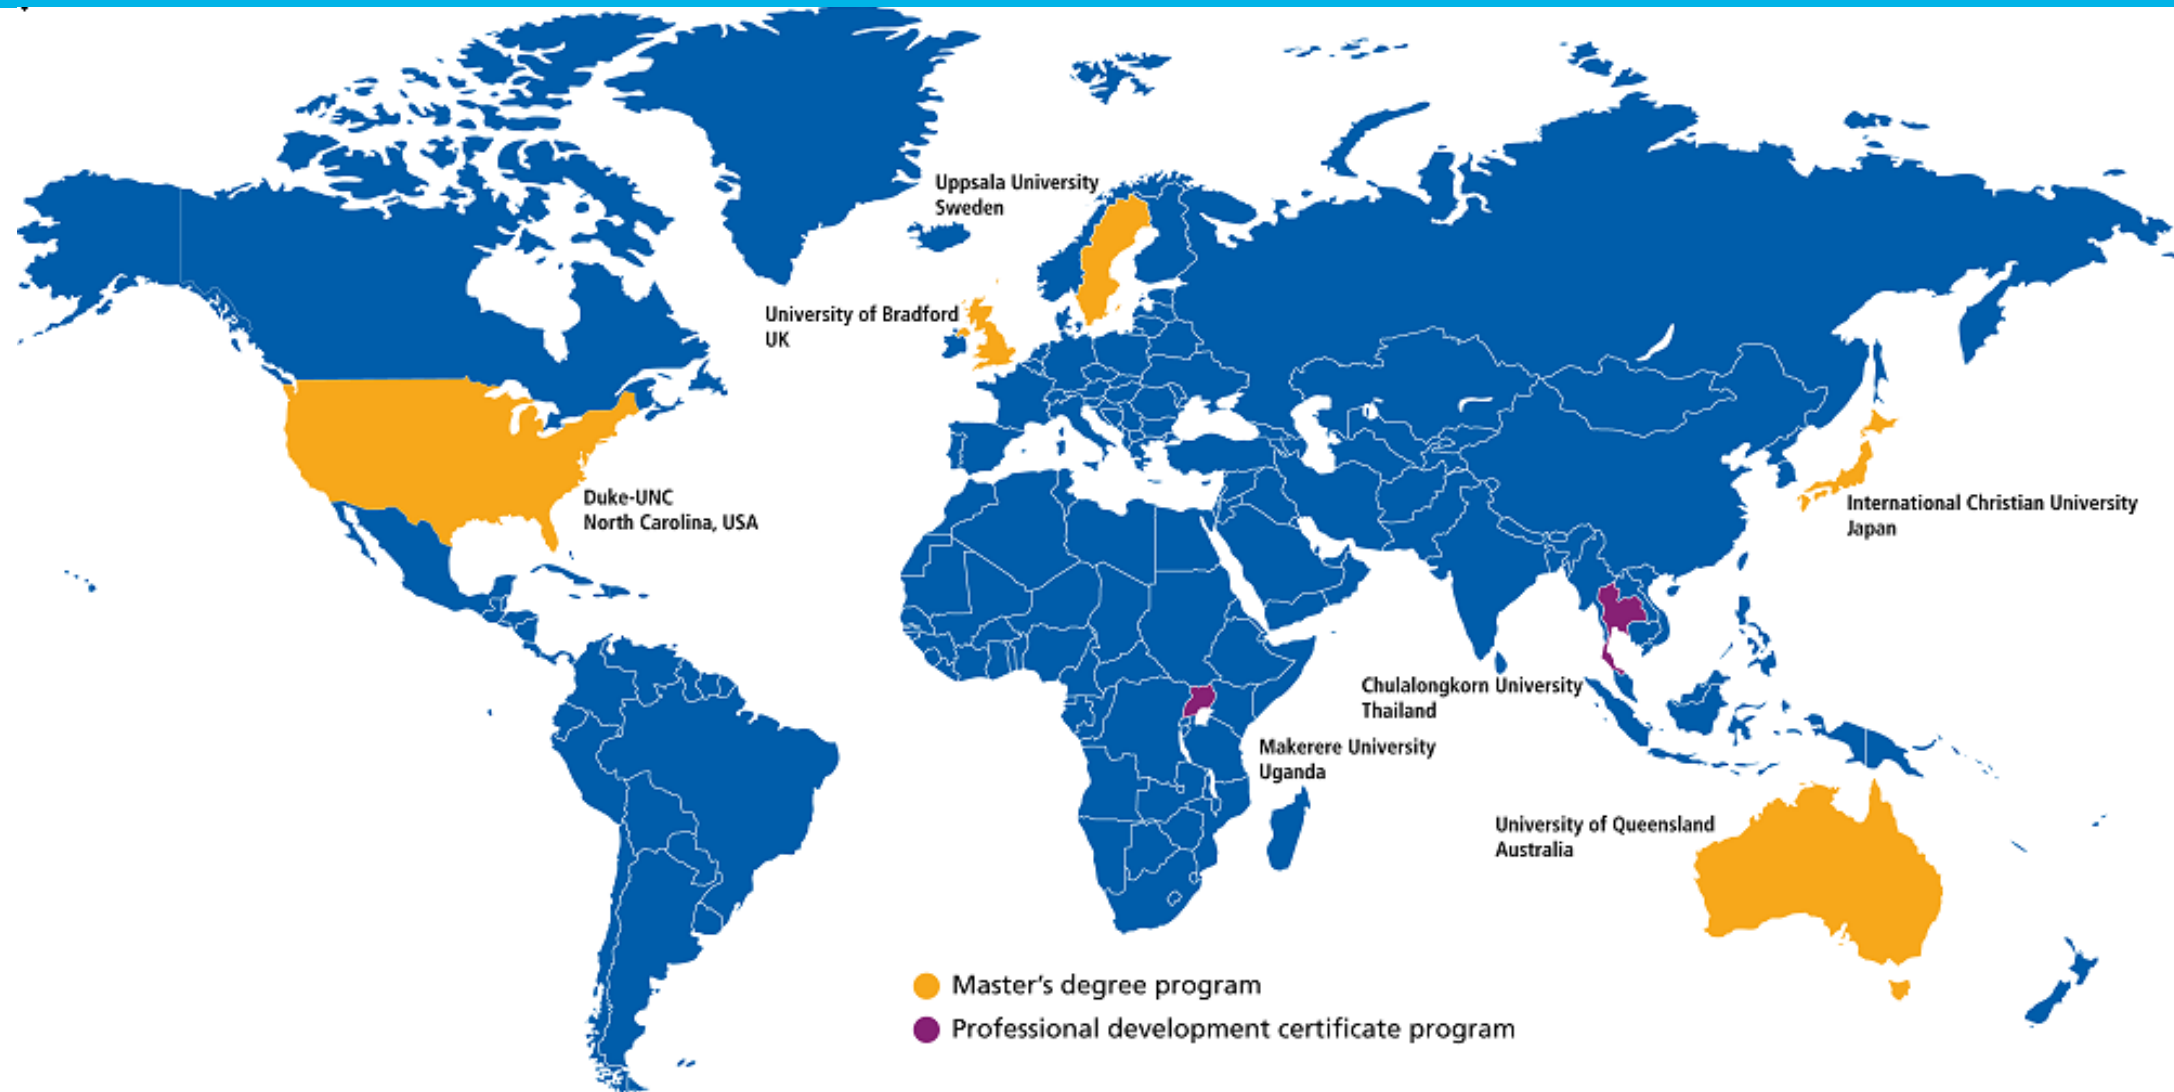 Uppsala University
Sweden
University of Bradford
UK
Duke-UNC
North Carolina, USA
International Christian University
Japan
Chulalongkorn University
Thailand
Makerere University
Uganda
University of Queensland
Australia
Master's degree program
Professional development certificate program